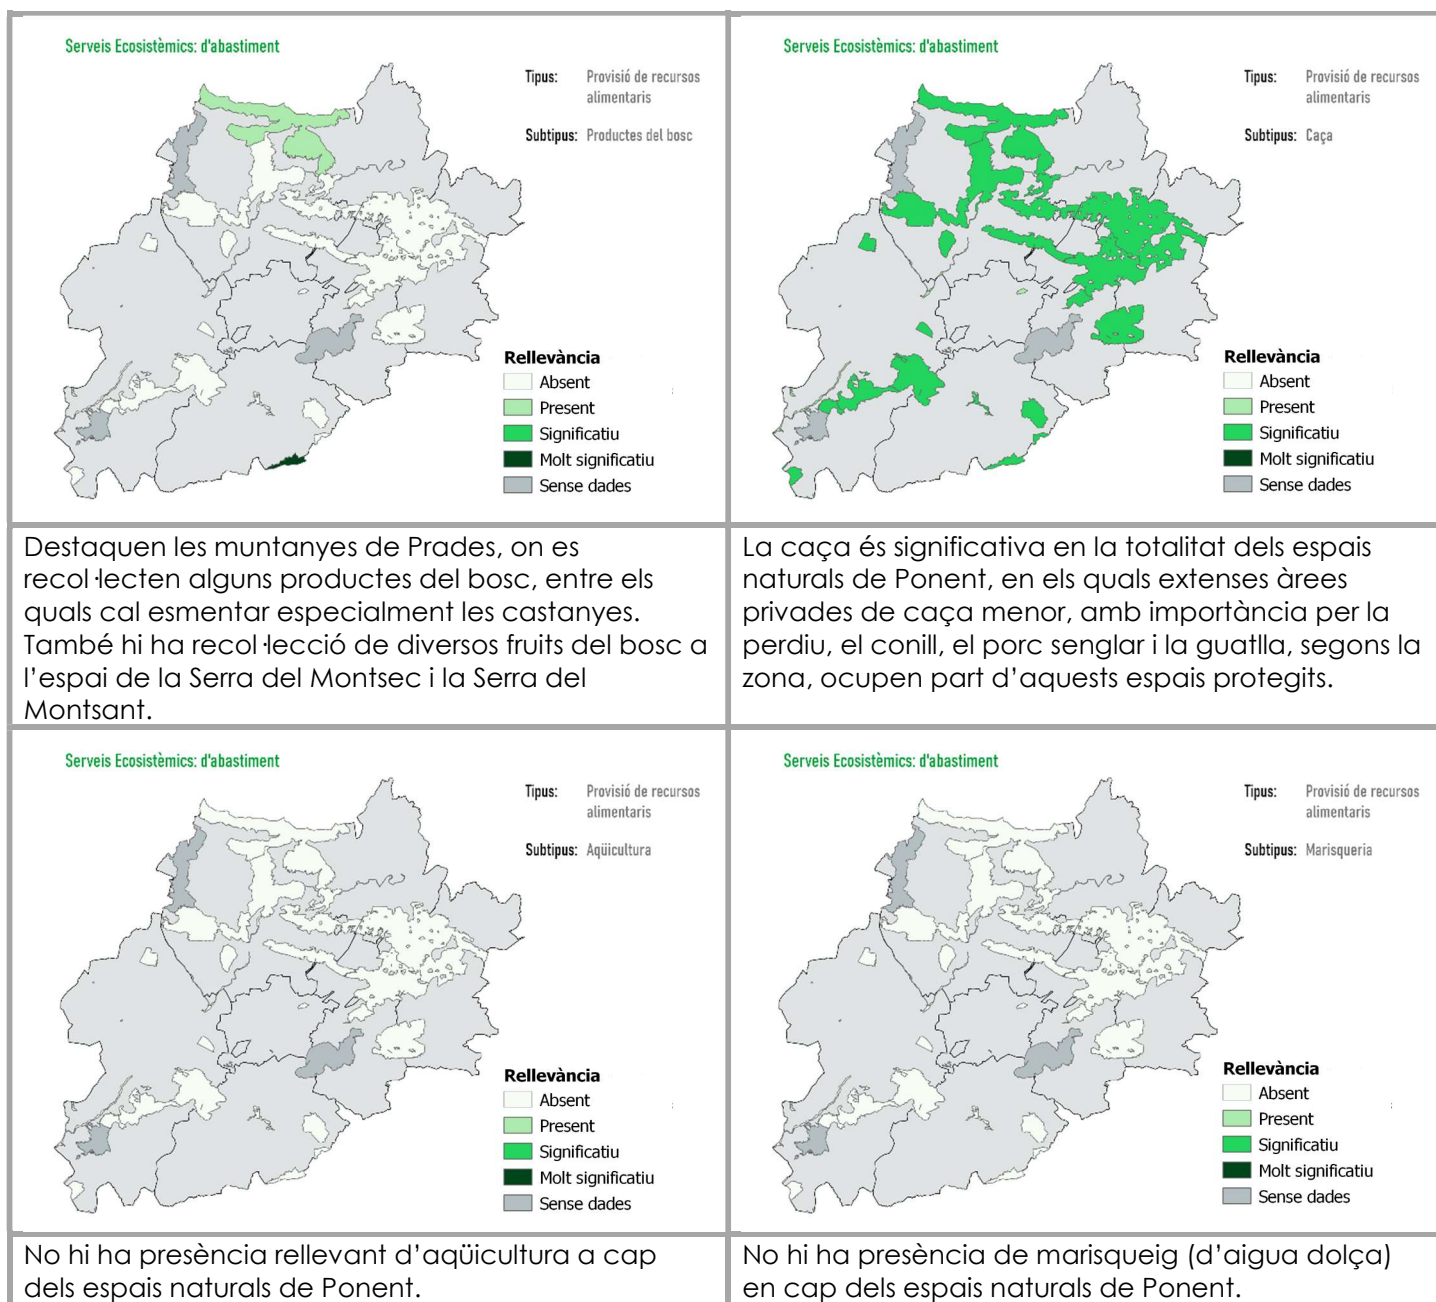 Serveis Ecosistèmics: d'abastiment
Tipus: Provisió de recursos
alimentaris
Subtipus: Productes del bosc
Rellevància
Absent
Present
Significatiu
Molt significatiu
Sense dades
Serveis Ecosistèmics: d'abastiment
Tipus: Provisió de recursos
alimentaris
Subtipus: Caça
Rellevància
Absent
Present
Significatiu
Molt significatiu
Sense dades
Destaquen les muntanyes de Prades, on es
recol·lecten alguns productes del bosc, entre els
quals cal esmentar especialment les castanyes.
També hi ha recol·lecció de diversos fruits del bosc a
l’espai de la Serra del Montsec i la Serra del
Montsant.
La caça és significativa en la totalitat dels espais
naturals de Ponent, en els quals extenses àrees
privades de caça menor, amb importància per la
perdiu, el conill, el porc senglar i la guatlla, segons la
zona, ocupen part d’aquests espais protegits.
Serveis Ecosistèmics: d'abastiment
Tipus: Provisió de recursos
alimentaris
Subtipus: Aqüicultura
Rellevància
Absent
Present
Significatiu
Molt significatiu
Sense dades
Serveis Ecosistèmics: d'abastiment
Tipus: Provisió de recursos
alimentaris
Subtipus: Marisqueria
Rellevància
Absent
Present
Significatiu
Molt significatiu
Sense dades
No hi ha presència rellevant d’aqüicultura a cap
dels espais naturals de Ponent.
No hi ha presència de marisqueig (d’aigua dolça)
en cap dels espais naturals de Ponent.